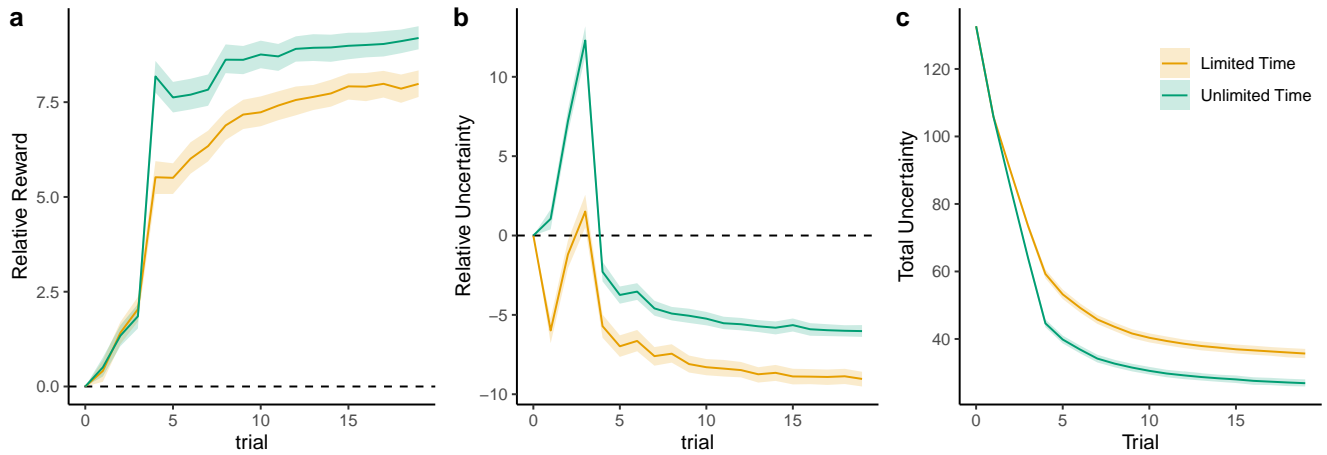 a
Relative Reward
7.5
5.0
2.5
0.0
0 5 10 15
trial
b
Relative Uncertainty
10
5
0
−5
−10
0 5 10 15
trial
c
Total Uncertainty
120
100
80
60
40
0 5 10 15
Trial
Limited Time
Unlimited Time